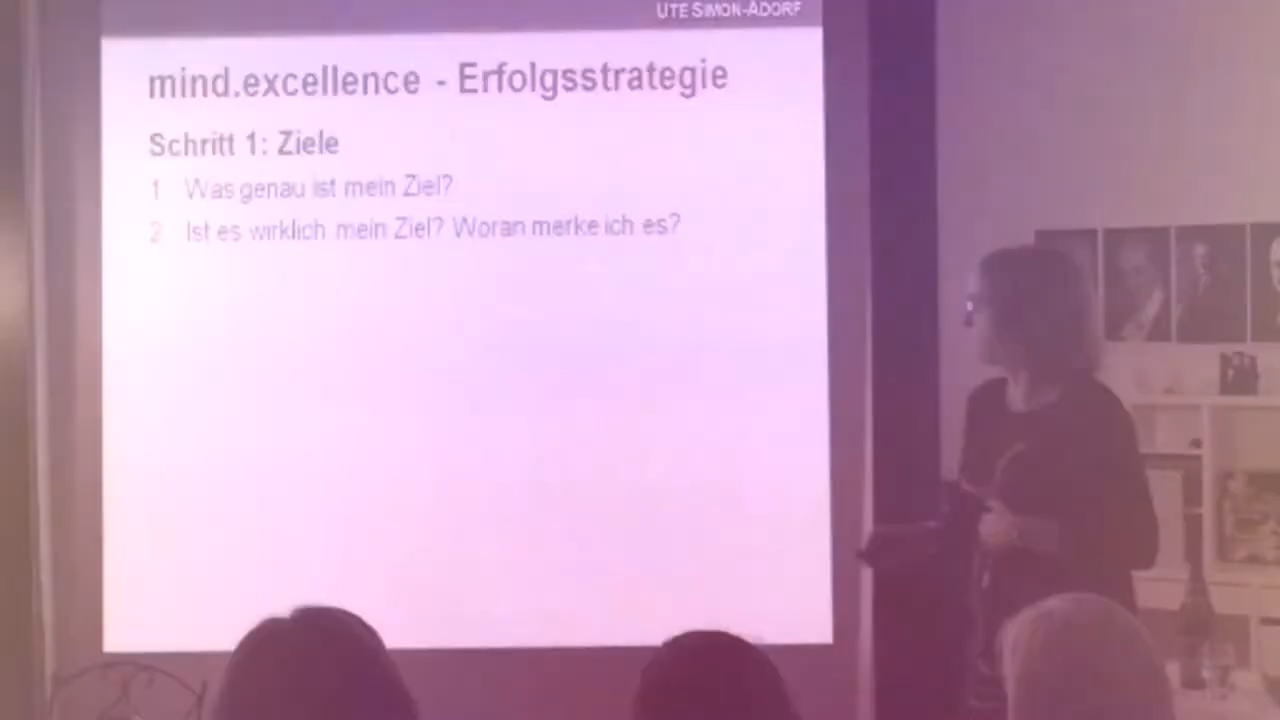 UTE SIMON-ADORF
mind.excellence - Erfolgsstrategie
Schritt 1: Ziele
1 Was genau ist mein Ziel?
2 Ist es wirklich mein Ziel? Woran merke ich es?